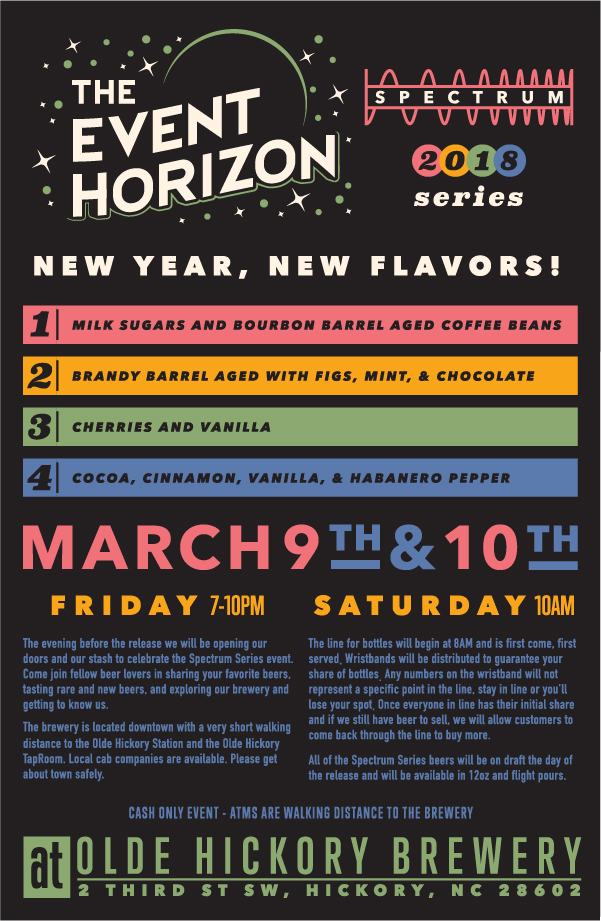 THE
EVENT
HORIZON
SPECTRUM
2018
series
NEW YEAR, NEW FLAVORS!
1 MILK SUGARS AND BOURBON BARREL AGED COFFEE BEANS
2 BRANDY BARREL AGED WITH FIGS, MINT, & CHOCOLATE
3 CHERRIES AND VANILLA
4 COCOA, CINNAMON, VANILLA, & HABANERO PEPPER
MARCH 9TH & 10TH
FRIDAY 7-10PM
The evening before the release we will be opening our
doors and our stash to celebrate the Spectrum Series event.
Come join fellow beer lovers in sharing your favorite beers,
tasting rare and new beers, and exploring our brewery and
getting to know us.
The brewery is located downtown with a very short walking
distance to the Olde Hickory Station and the Olde Hickory
TapRoom. Local cab companies are available. Please get
about town safely.
SATURDAY 10AM
The line for bottles will begin at 8AM and is first come, first
served. Wristbands will be distributed to guarantee your
share of bottles. Any numbers on the wristband will not
represent a specific point in the line, stay in line or you'll
lose your spot. Once everyone in line has their initial share
and if we still have beer to sell, we will allow customers to
come back through the line to buy more.
All of the Spectrum Series beers will be on draft the day of
the release and will be available in 12oz and flight pours.
CASH ONLY EVENT - ATMS ARE WALKING DISTANCE TO THE BREWERY
at OLDE HICKORY BREWERY
2 THIRD ST SW, HICKORY, NC 28602